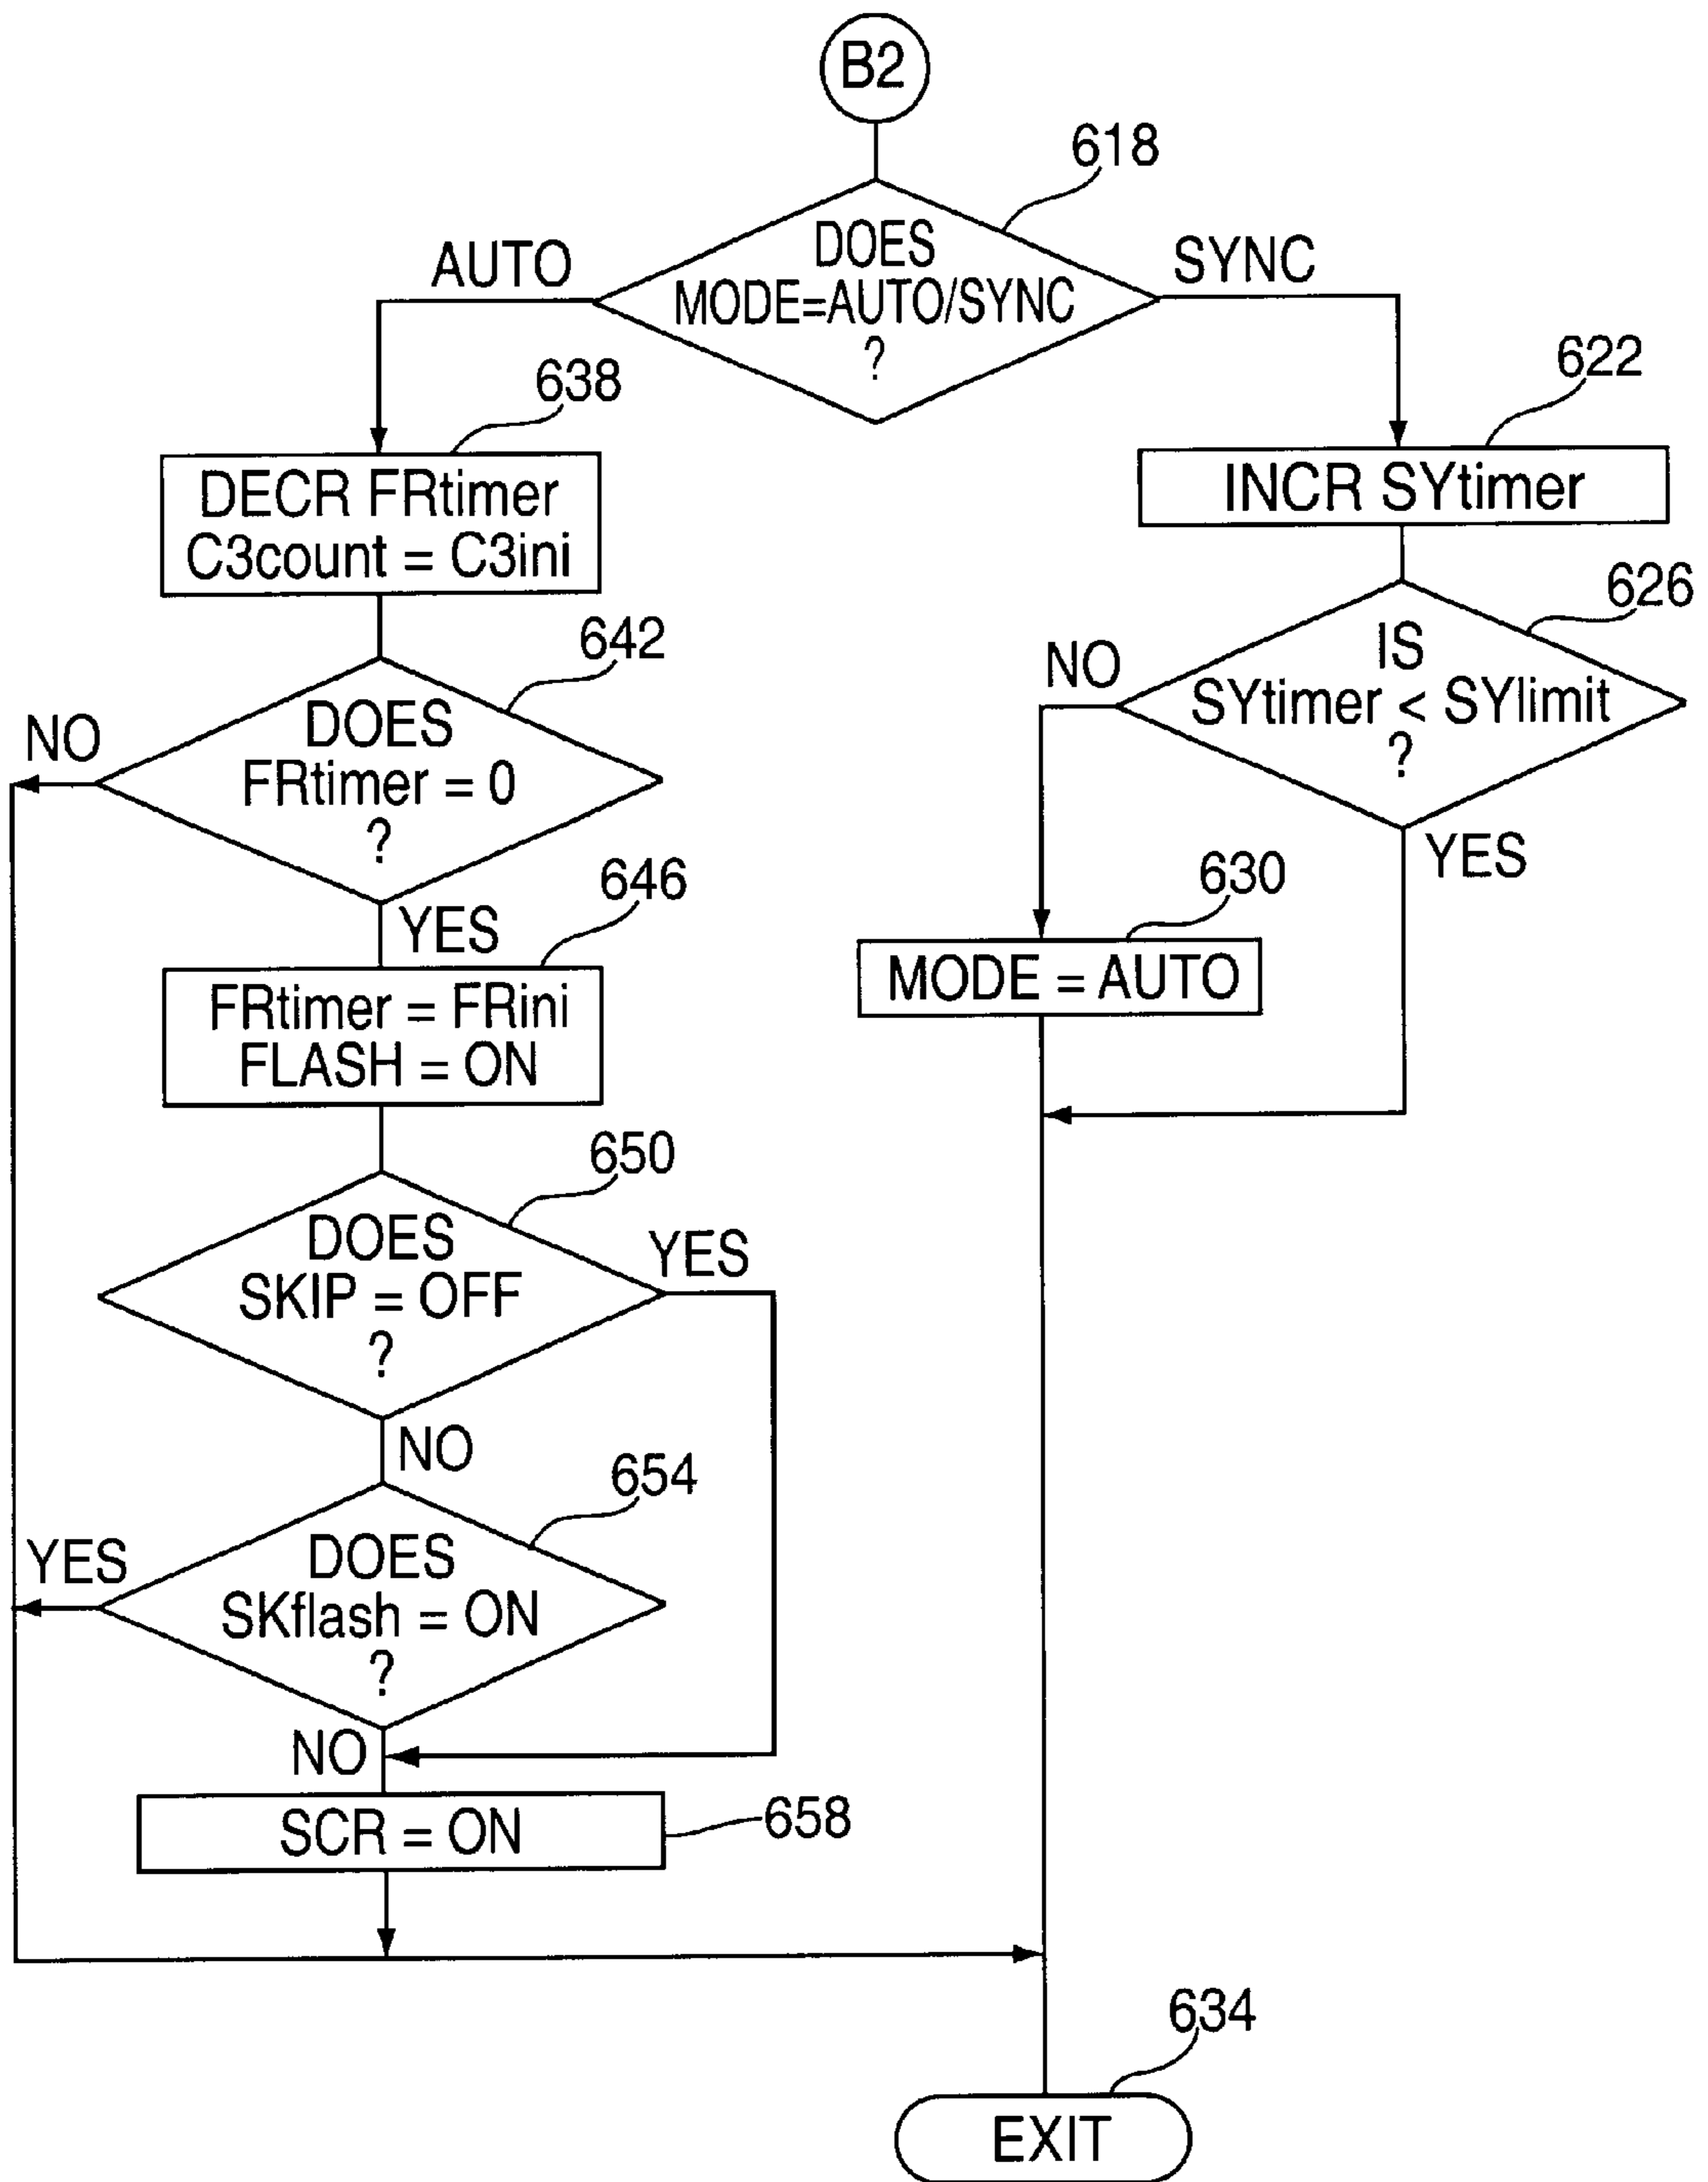 B2
618
DOES
MODE=AUTO/SYNC
?
AUTO
SYNC
638
DECR FRtimer
C3count = C3ini
622
INCR SYtimer
642
DOES
FRtimer = 0
?
NO
YES
626
IS
SYtimer < SYlimit
?
NO
YES
646
FRtimer = FRini
FLASH = ON
630
MODE = AUTO
650
DOES
SKIP = OFF
?
YES
NO
654
DOES
SKflash = ON
?
YES
NO
SCR = ON
658
634
EXIT